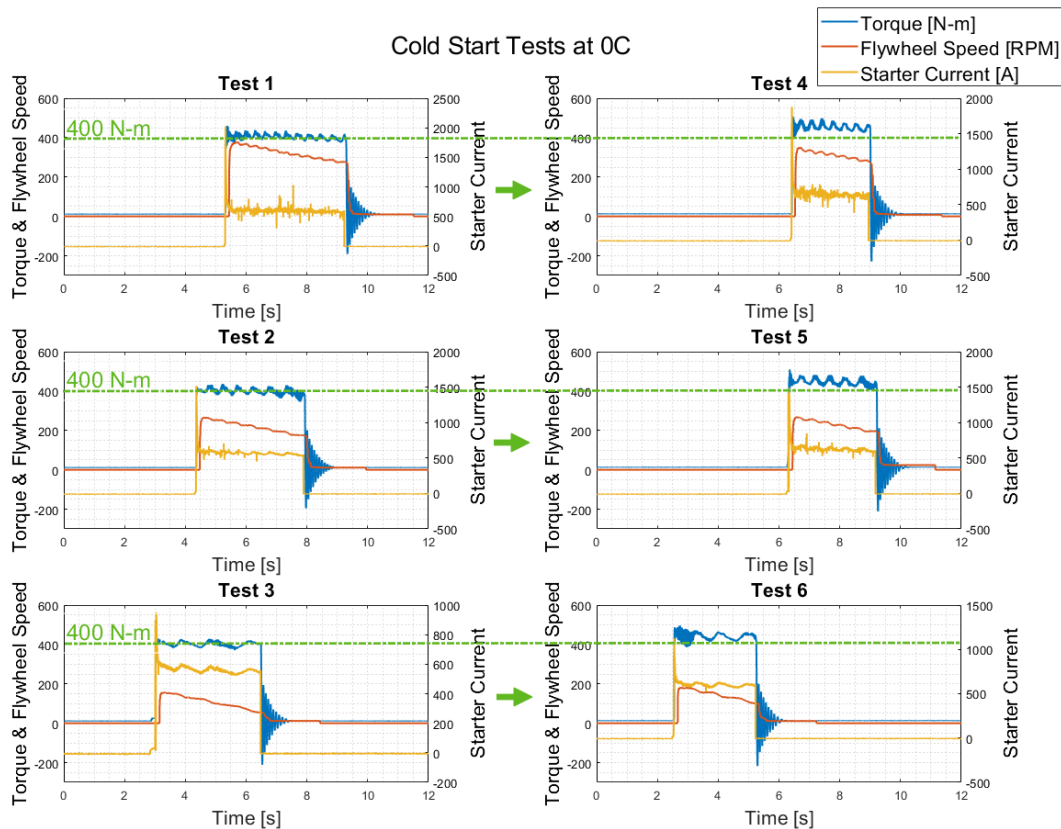 Cold Start Tests at 0C
Torque [N-m]
Flywheel Speed [RPM]
Starter Current [A]
Test 1
Torque & Flywheel Speed
600
400
200
0
-200
400 N-m
2500
2000
1500
1000
500
0
-500
Starter Current
0 2 4 6 8 10 12
Time [s]
Test 4
Torque & Flywheel Speed
600
400
200
0
-200
2000
1500
1000
500
0
-500
Starter Current
0 2 4 6 8 10 12
Time [s]
Test 2
Torque & Flywheel Speed
600
400
200
0
-200
400 N-m
2000
1500
1000
500
0
-500
Starter Current
0 2 4 6 8 10 12
Time [s]
Test 5
Torque & Flywheel Speed
600
400
200
0
-200
2000
1500
1000
500
0
-500
Starter Current
0 2 4 6 8 10 12
Time [s]
Test 3
Torque & Flywheel Speed
600
400
200
0
-200
400 N-m
1000
800
600
400
200
0
-200
Starter Current
0 2 4 6 8 10 12
Time [s]
Test 6
Torque & Flywheel Speed
600
400
200
0
-200
1500
1000
500
0
-500
Starter Current
0 2 4 6 8 10 12
Time [s]